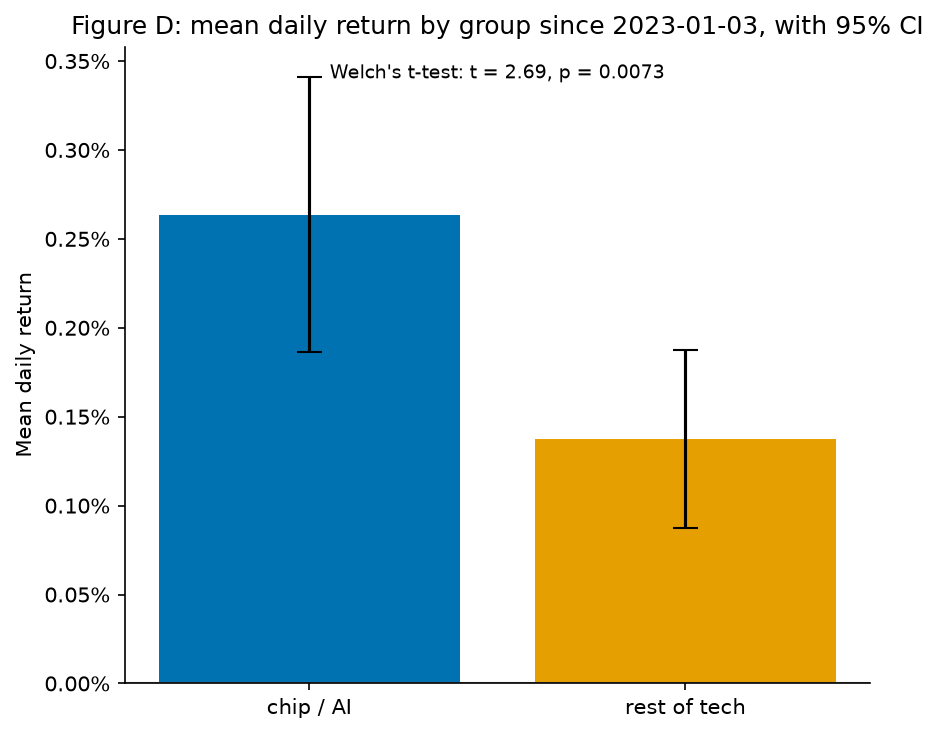 Figure D: mean daily return by group since 2023-01-03, with 95% CI
Welch's t-test: t = 2.69, p = 0.0073
Mean daily return
0.35%
0.30%
0.25%
0.20%
0.15%
0.10%
0.05%
0.00%
chip / AI
rest of tech